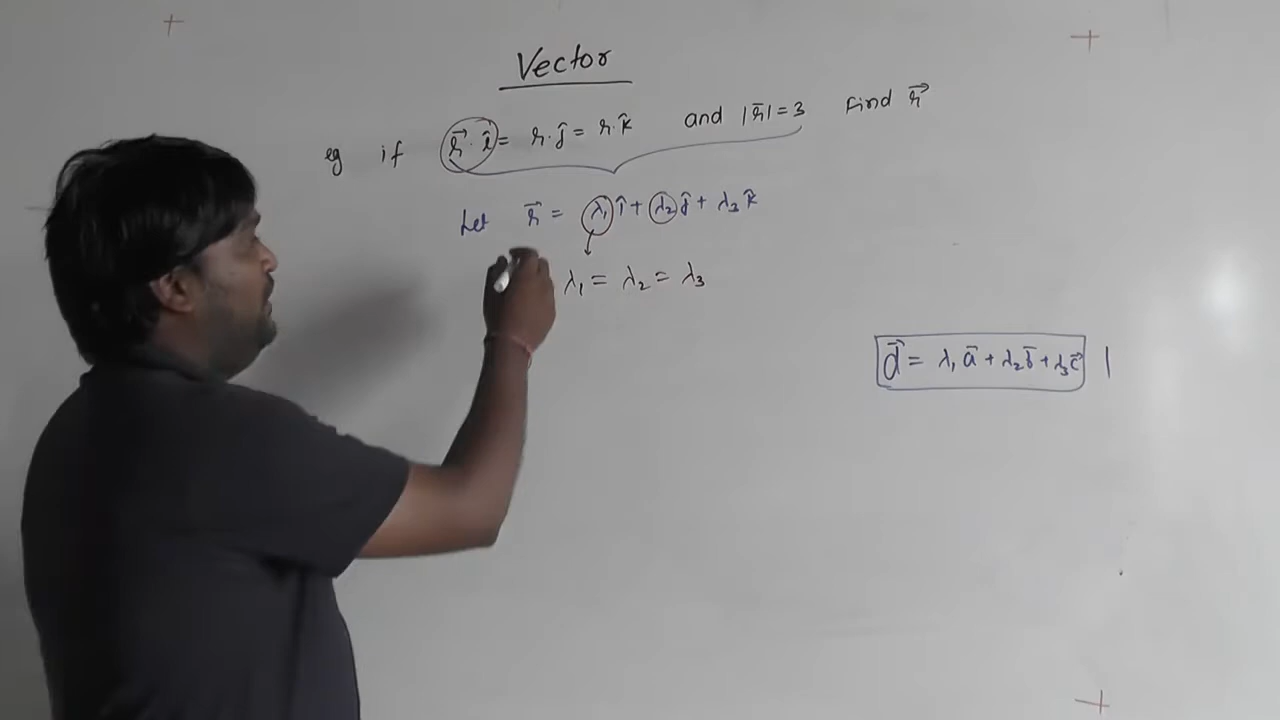 Vector
eg if r⃗·î = r·ĵ = r·k̂ and |r̄|=3 Find r⃗
Let r⃗ = λ₁î + λ₂ĵ + λ₃k̂
λ₁ = λ₂ = λ₃
d⃗ = λ₁a⃗ + λ₂b̄ + λ₃c⃗ |